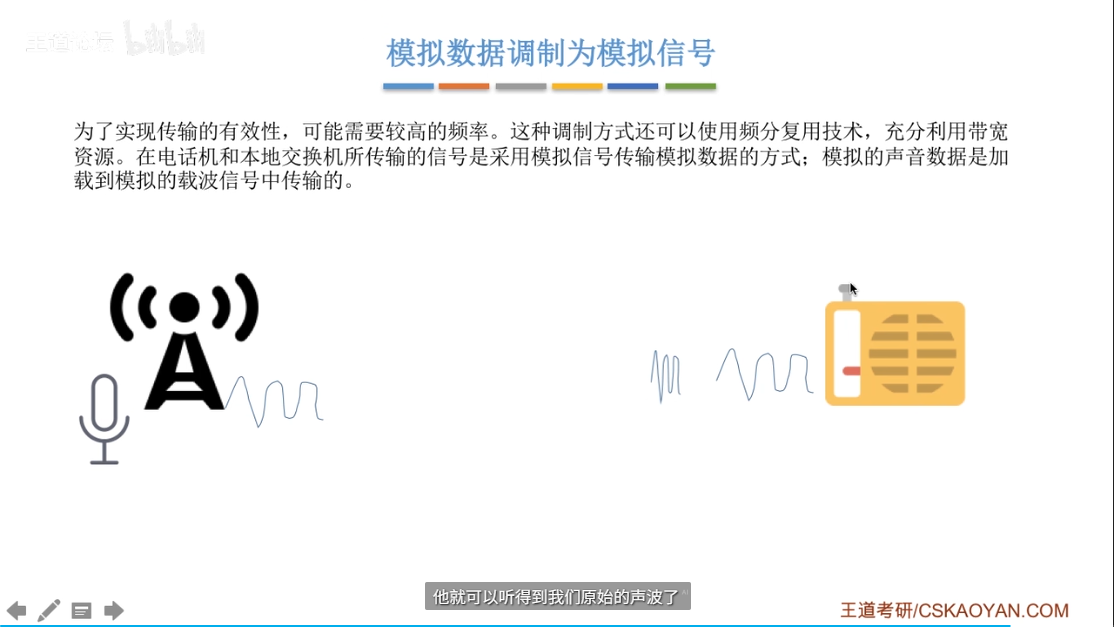 王道论坛 bilibili
模拟数据调制为模拟信号
为了实现传输的有效性，可能需要较高的频率。这种调制方式还可以使用频分复用技术，充分利用带宽
资源。在电话机和本地交换机所传输的信号是采用模拟信号传输模拟数据的方式；模拟的声音数据是加
载到模拟的载波信号中传输的。
他就可以听得到我们原始的声波了
王道考研/CSKAOYAN.COM